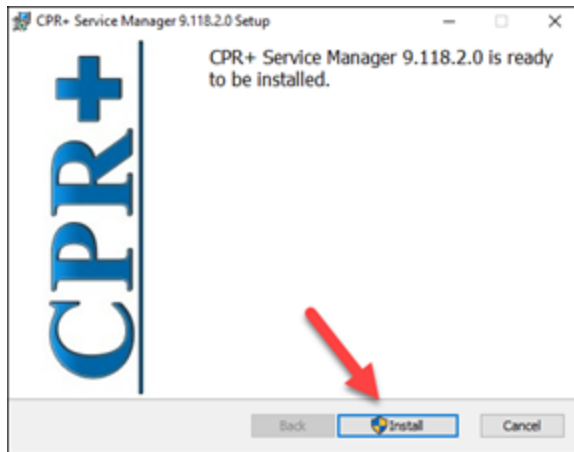 CPR+ Service Manager 9.118.2.0 Setup
CPR+ Service Manager 9.118.2.0 is ready
to be installed.
CPR+
Back
Install
Cancel